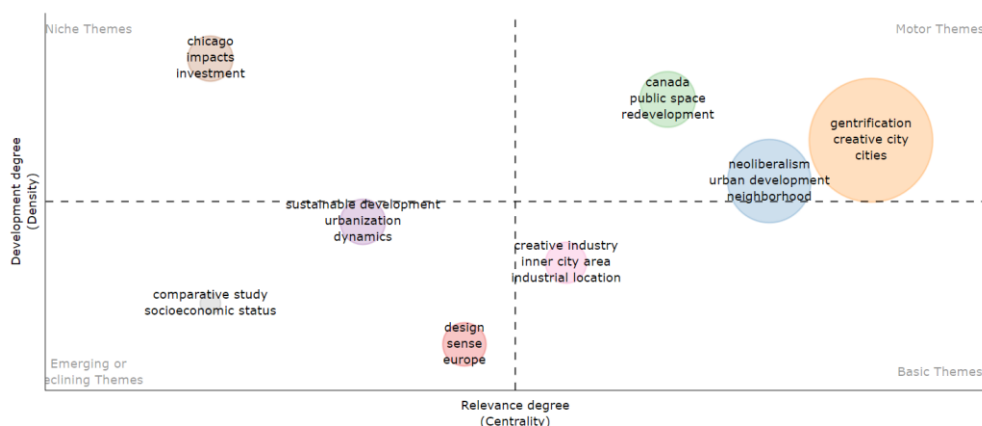 Niche Themes
Motor Themes
chicago
impacts
investment
canada
public space
redevelopment
gentrification
creative city
cities
neoliberalism
urban development
neighborhood
Development degree
(Density)
sustainable development
urbanization
dynamics
creative industry
inner city area
industrial location
comparative study
socioeconomic status
design
sense
europe
Emerging or
eclining Themes
Basic Themes
Relevance degree
(Centrality)